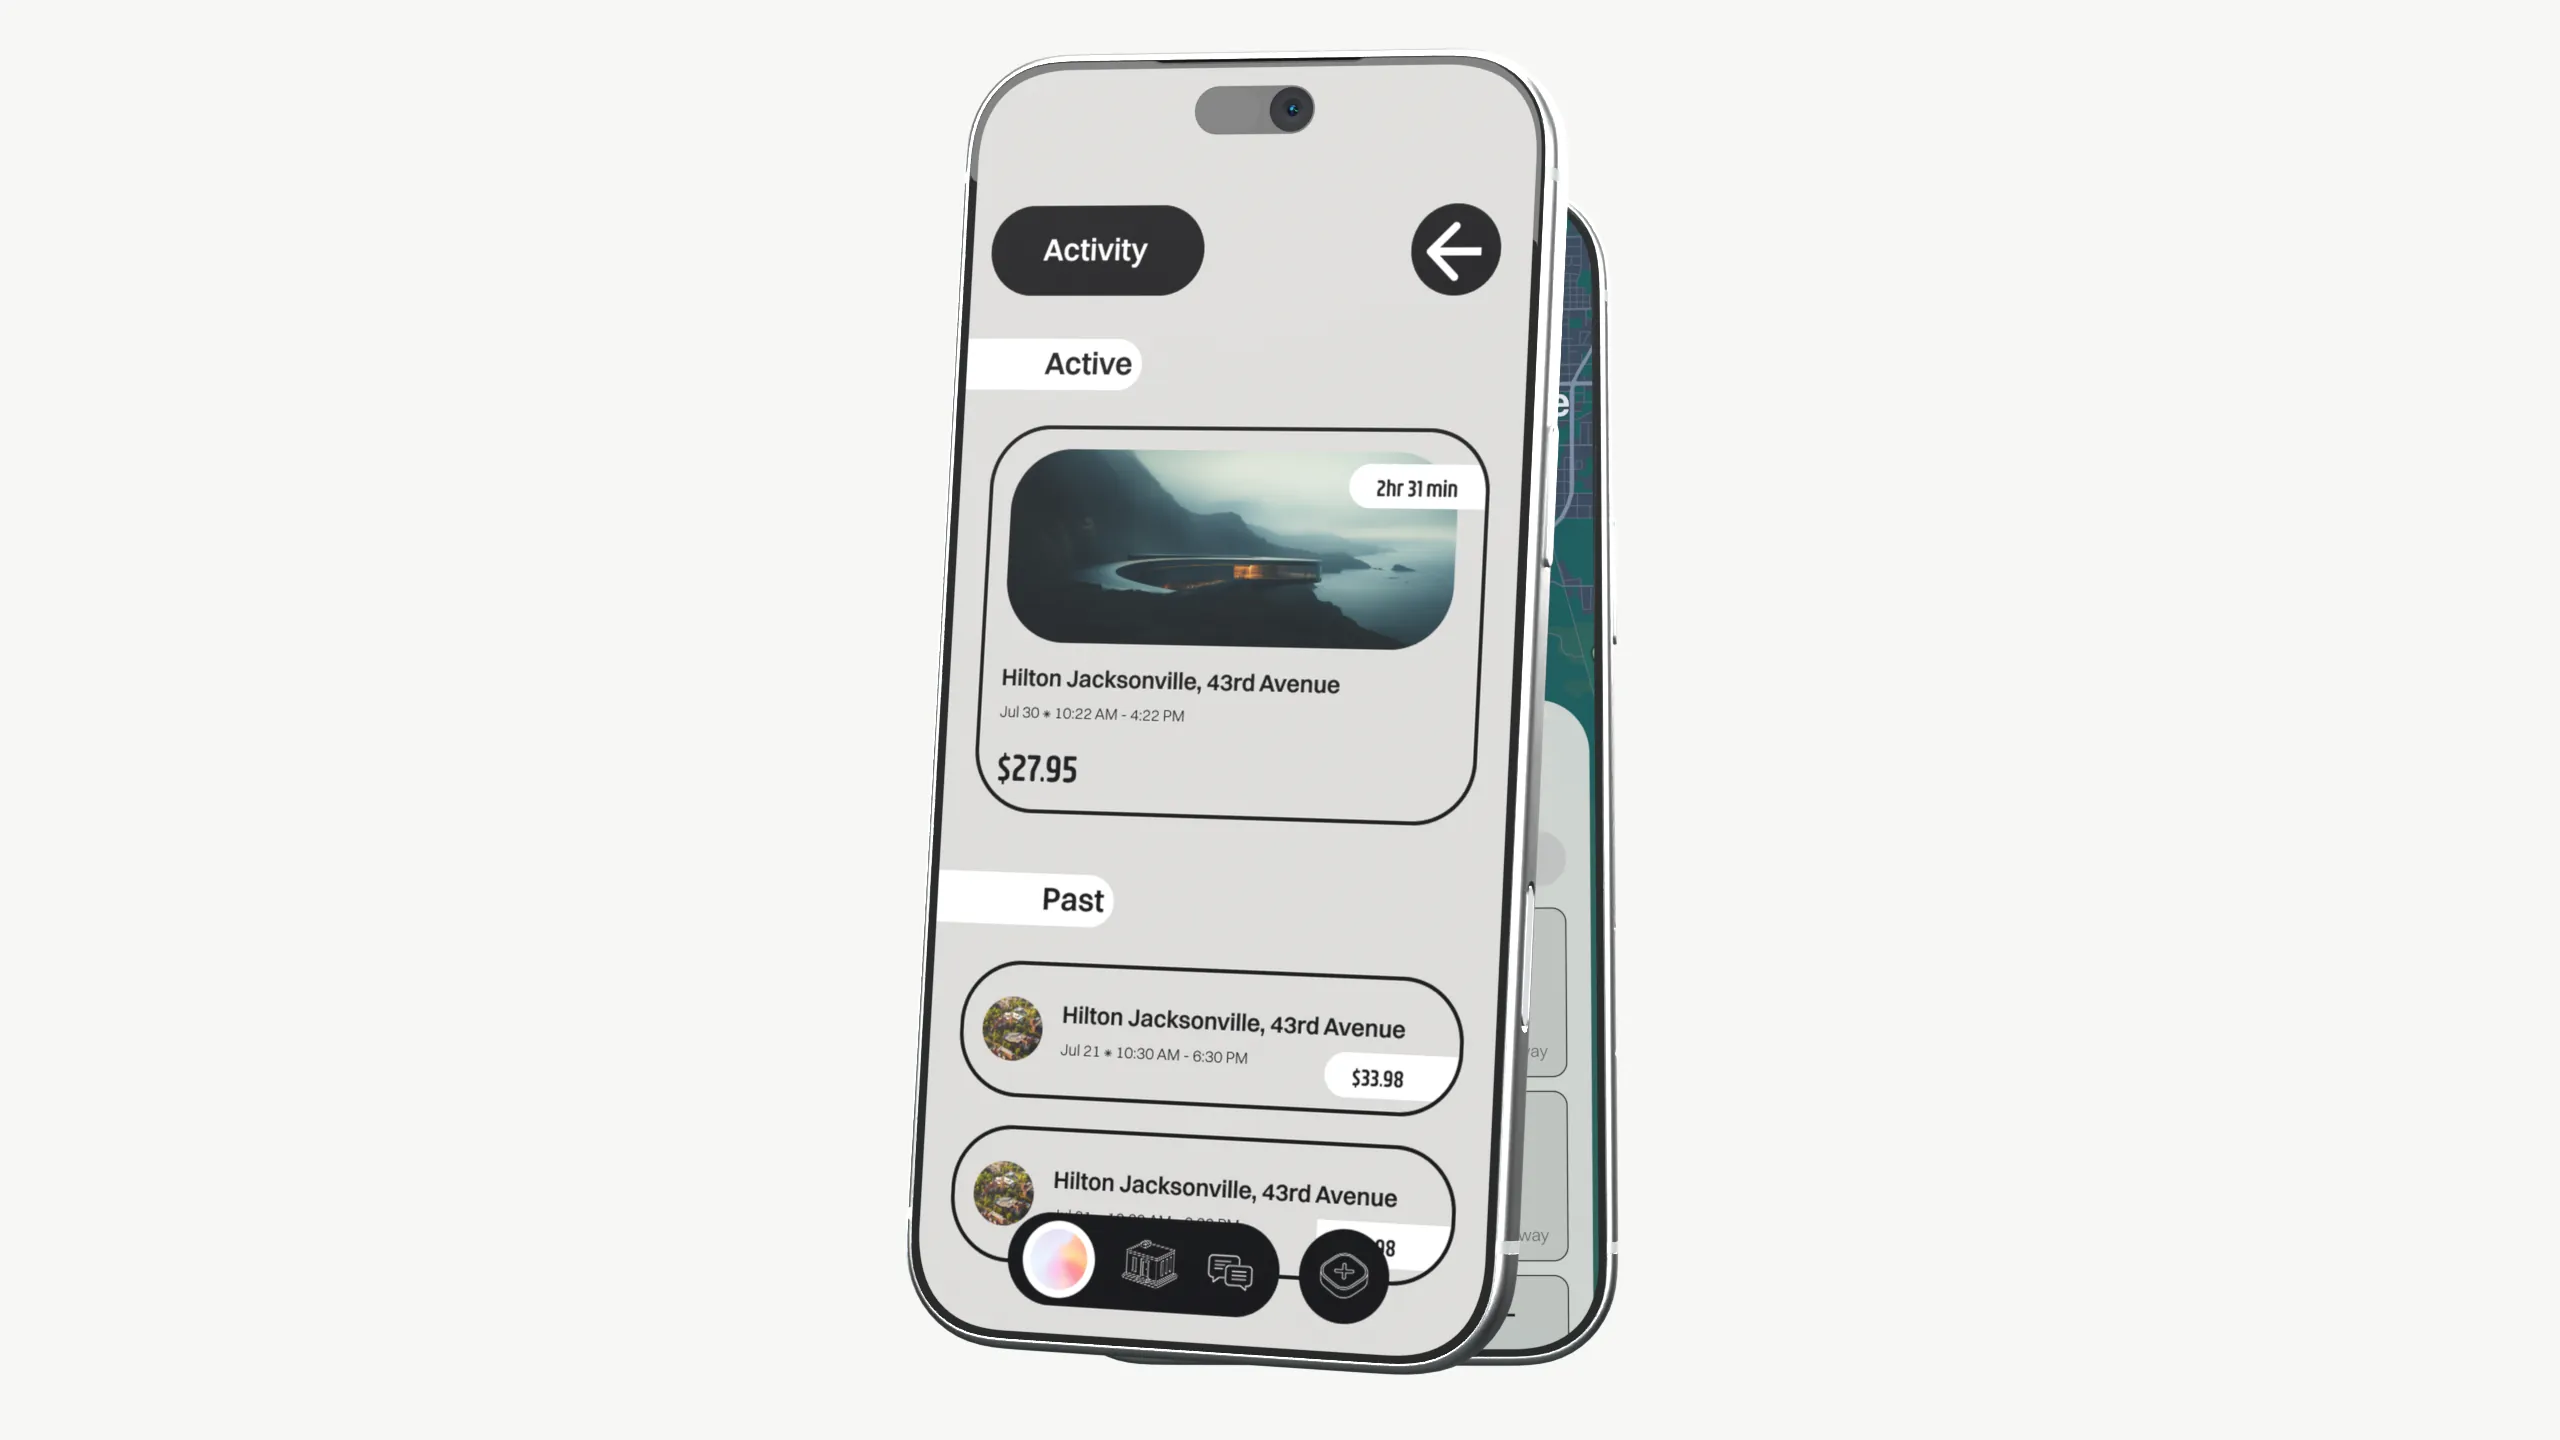 Activity
Active
2hr 31 min
Hilton Jacksonville, 43rd Avenue
Jul 30 • 10:22 AM - 4:22 PM
$27.95
Past
Hilton Jacksonville, 43rd Avenue
Jul 21 • 10:30 AM - 6:30 PM
$33.98
Hilton Jacksonville, 43rd Avenue
98
way